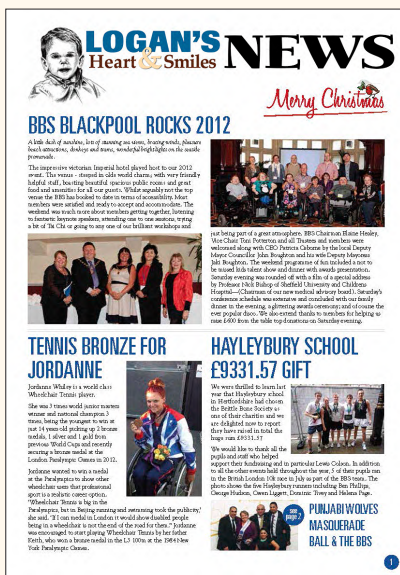 LOGAN'S
Heart & Smiles
NEWS
Merry Christmas
BBS BLACKPOOL ROCKS 2012
A little dash of sunshine, lots of stunning sea views, bracing winds, pleasure
beach attractions, donkeys and trams, wonderful bright lights on the seaside
promenade.
The impressive victorian Imperial hotel played host to our 2012
event. This venue - steeped in olde world charm; with very friendly
helpful staff, boasting beautiful spacious public rooms and great
food and amenities for all our guests. Whilst arguably not the top
venue the BBS has booked to date in terms of accessibility. Most
members were satisfied and ready to accept and accommodate. The
weekend was much more about members getting together, listening
to fantastic keynote speakers, attending one to one sessions, trying
a bit of Tai Chi or going to any one of our brilliant workshops and
just being part of a great atmosphere. BBS Chairman Elaine Healey,
Vice Chair Tom Potterton and all Trustees and members were
welcomed along with CEO Patricia Osborne by the local Deputy
Mayor Councillor John Boughton and his wife Deputy Mayoress
Jaki Boughton. The weekend programme of fun included a not to
be missed kids talent show and dinner with awards presentation.
Saturday evening was rounded off with a film of a special address
by Professor Nick Bishop of Sheffield University and Childrens
Hospital—(Chairman of our new medical advisory board). Saturday's
conference schedule was extensive and concluded with our family
dinner in the evening, a glittering awards ceremony; and of course the
ever popular disco. We also extend thanks to members for helping us
raise £600 from the table top donations on Saturday evening.
TENNIS BRONZE FOR
JORDANNE
Jordanne Whiley is a world class
Wheelchair Tennis player.
She was 3 times world junior masters
winner and national champion 3
times, being the youngest to win at
just 14 years old picking up 2 bronze
medals, 1 silver and 1 gold from
previous World Cups and recently
securing a bronze medal at the
London Paralympic Games in 2012.
Jordanne wanted to win a medal
at the Paralympics to show other
wheelchair users that professional
sport is a realistic career option.
'Wheelchair Tennis is big in the
Paralympics, but in Beijing running and swimming took the publicity,'
she said. "If I can medal in London it would show disabled people
being in a wheelchair is not the end of the road for them." Jordanne
was encouraged to start playing Wheelchair Tennis by her father
Keith, who won a bronze medal in the L3 100m at the 1984 New
York Paralympic Games.
HAYLEYBURY SCHOOL
£9331.57 GIFT
We were thrilled to learn last
year that Hayleybury school
in Hertfordshire had chosen
the Brittle Bone Society as
one of their charities and we
are delighted now to report
they have raised in total the
huge sum £9331.57
We would like to thank all the
pupils and staff who helped
support their fundraising and in particular Lewis Colson. In addition
to all the other events held throughout the year, 5 of their pupils ran
in the British London 10k race in July as part of the BBS team. The
photo shows the five Hayleybury runners including Ben Phillips,
George Hudson, Owen Liggett, Dominic Tivey and Helena Page.
see
page 2
PUNJABI WOLVES
MASQUERADE
BALL & THE BBS
1